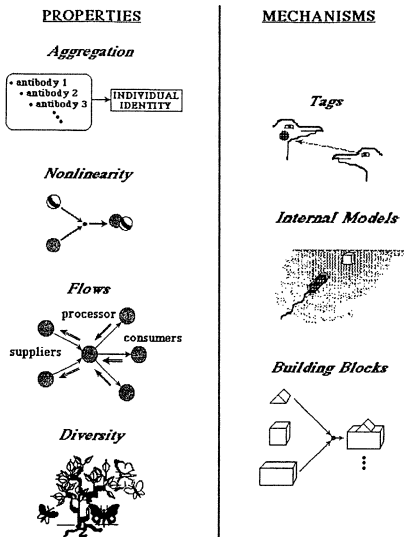 PROPERTIES
Aggregation
• antibody 1
• antibody 2
• antibody 3
INDIVIDUAL
IDENTITY
Nonlinearity
Flows
processor
suppliers
consumers
Diversity
MECHANISMS
Tags
Internal Models
Building Blocks